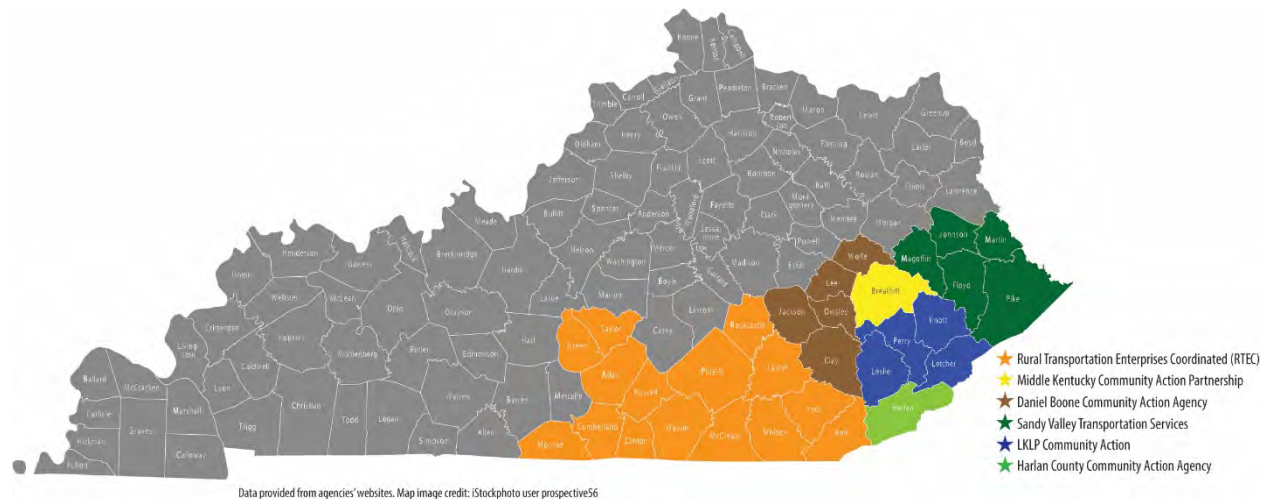 Boone
Kenton
Campbell
Gallatin
Carroll
Trimble
Grant
Pendleton
Bracken
Mason
Lewis
Greenup
Owen
Robertson
Henry
Harrison
Fleming
Carter
Boyd
Oldham
Nicholas
Scott
Shelby
Franklin
Bourbon
Bath
Rowan
Elliott
Lawrence
Jefferson
Fayette
Montgomery
Spencer
Anderson
Woodford
Clark
Menifee
Morgan
Bullitt
Meade
Jessamine
Johnson
Martin
Hancock
Nelson
Mercer
Powell
Wolfe
Magoffin
Henderson
Daviess
Breckinridge
Washington
Madison
Estill
Hardin
Garrard
Lee
Breathitt
Floyd
Union
Boyle
Pike
Webster
McLean
Larue
Marion
Lincoln
Jackson
Owsley
Knott
Ohio
Grayson
Rockcastle
Crittenden
Taylor
Casey
Perry
Hopkins
Hart
Green
Livingston
Muhlenberg
Butler
Edmonson
Clay
Letcher
Leslie
Laurel
Pulaski
Caldwell
Adair
Ballard
McCracken
Lyon
Warren
Barren
Metcalfe
Russell
Knox
Harlan
Carlisle
Marshall
Christian
Todd
Logan
Cumberland
Wayne
Graves
Trigg
Allen
Clinton
McCreary
Whitley
Bell
Hickman
Simpson
Monroe
Calloway
Fulton
Rural Transportation Enterprises Coordinated (RTEC)
Middle Kentucky Community Action Partnership
Daniel Boone Community Action Agency
Sandy Valley Transportation Services
LKLP Community Action
Harlan County Community Action Agency
Data provided from agencies' websites. Map image credit: iStockphoto user prospective56